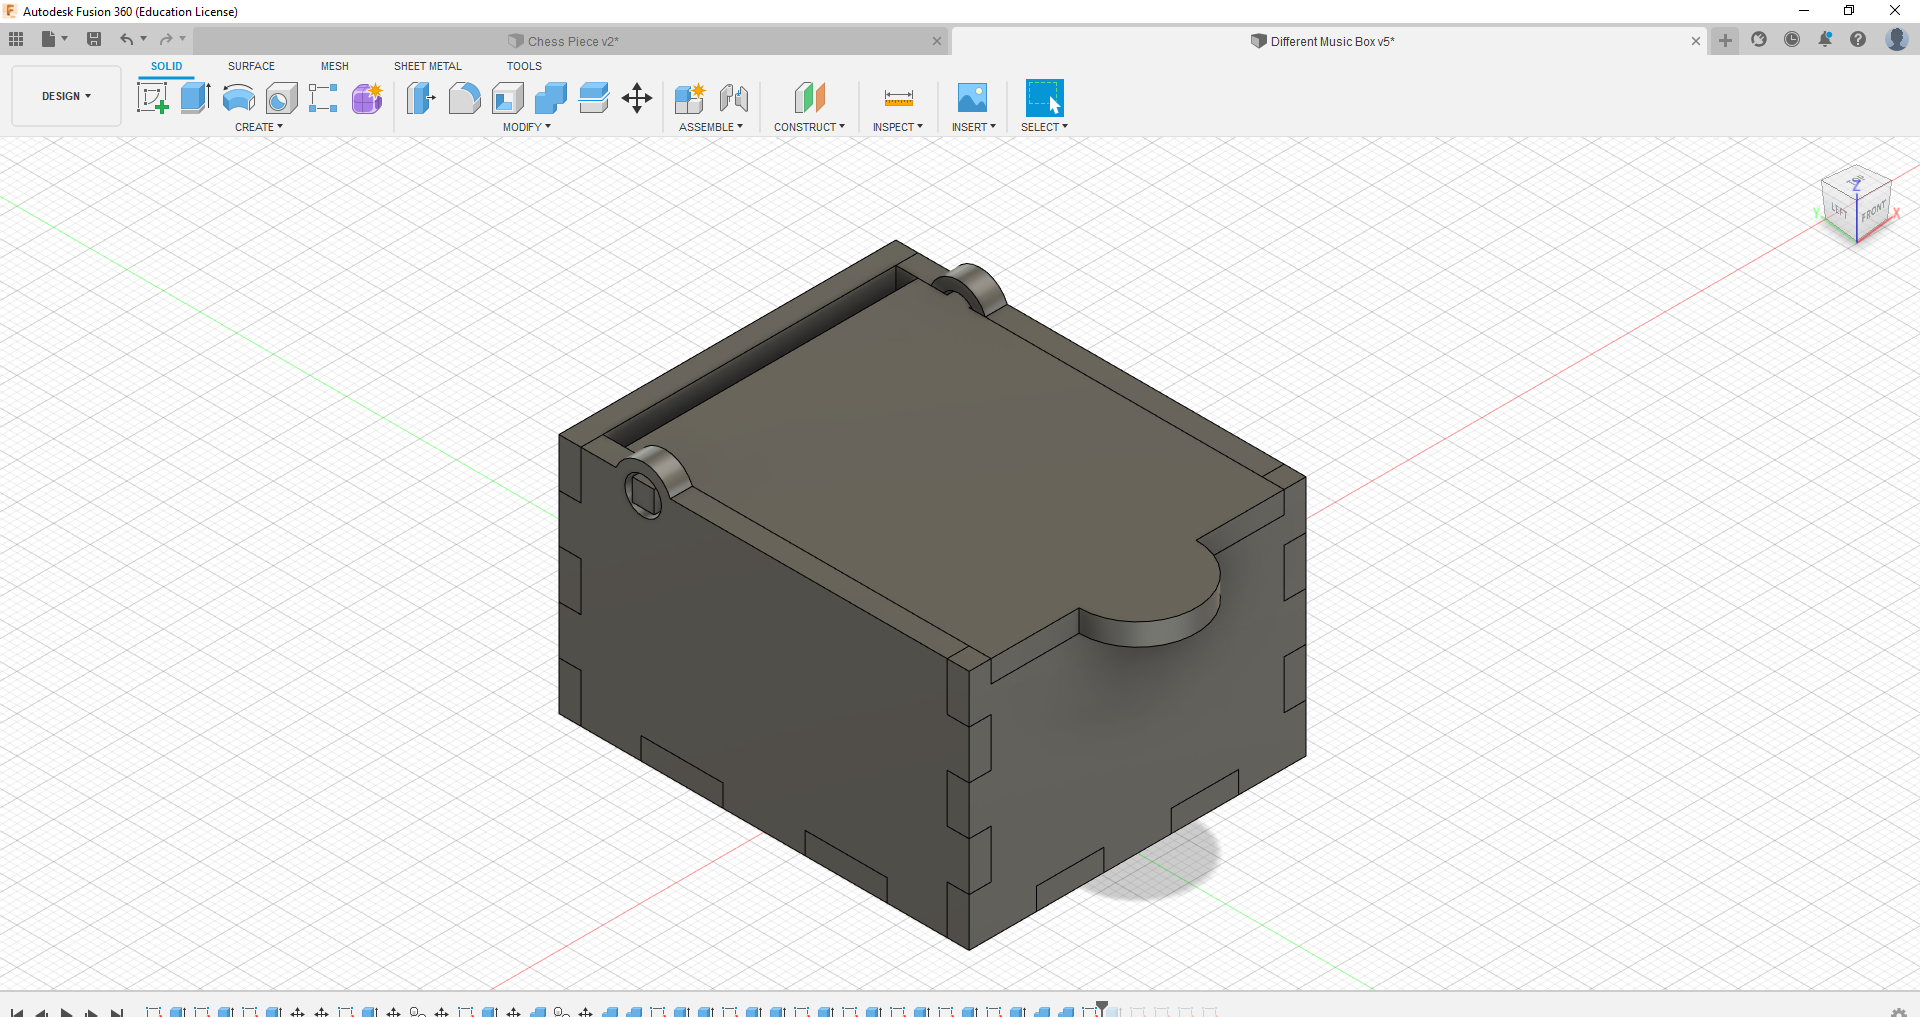 Autodesk Fusion 360 (Education License)
Chess Piece v2*
Different Music Box v5*
DESIGN
SOLID SURFACE MESH SHEET METAL TOOLS
CREATE MODIFY ASSEMBLE CONSTRUCT INSPECT INSERT SELECT
TOP
Z
LEFT FRONT
Y X